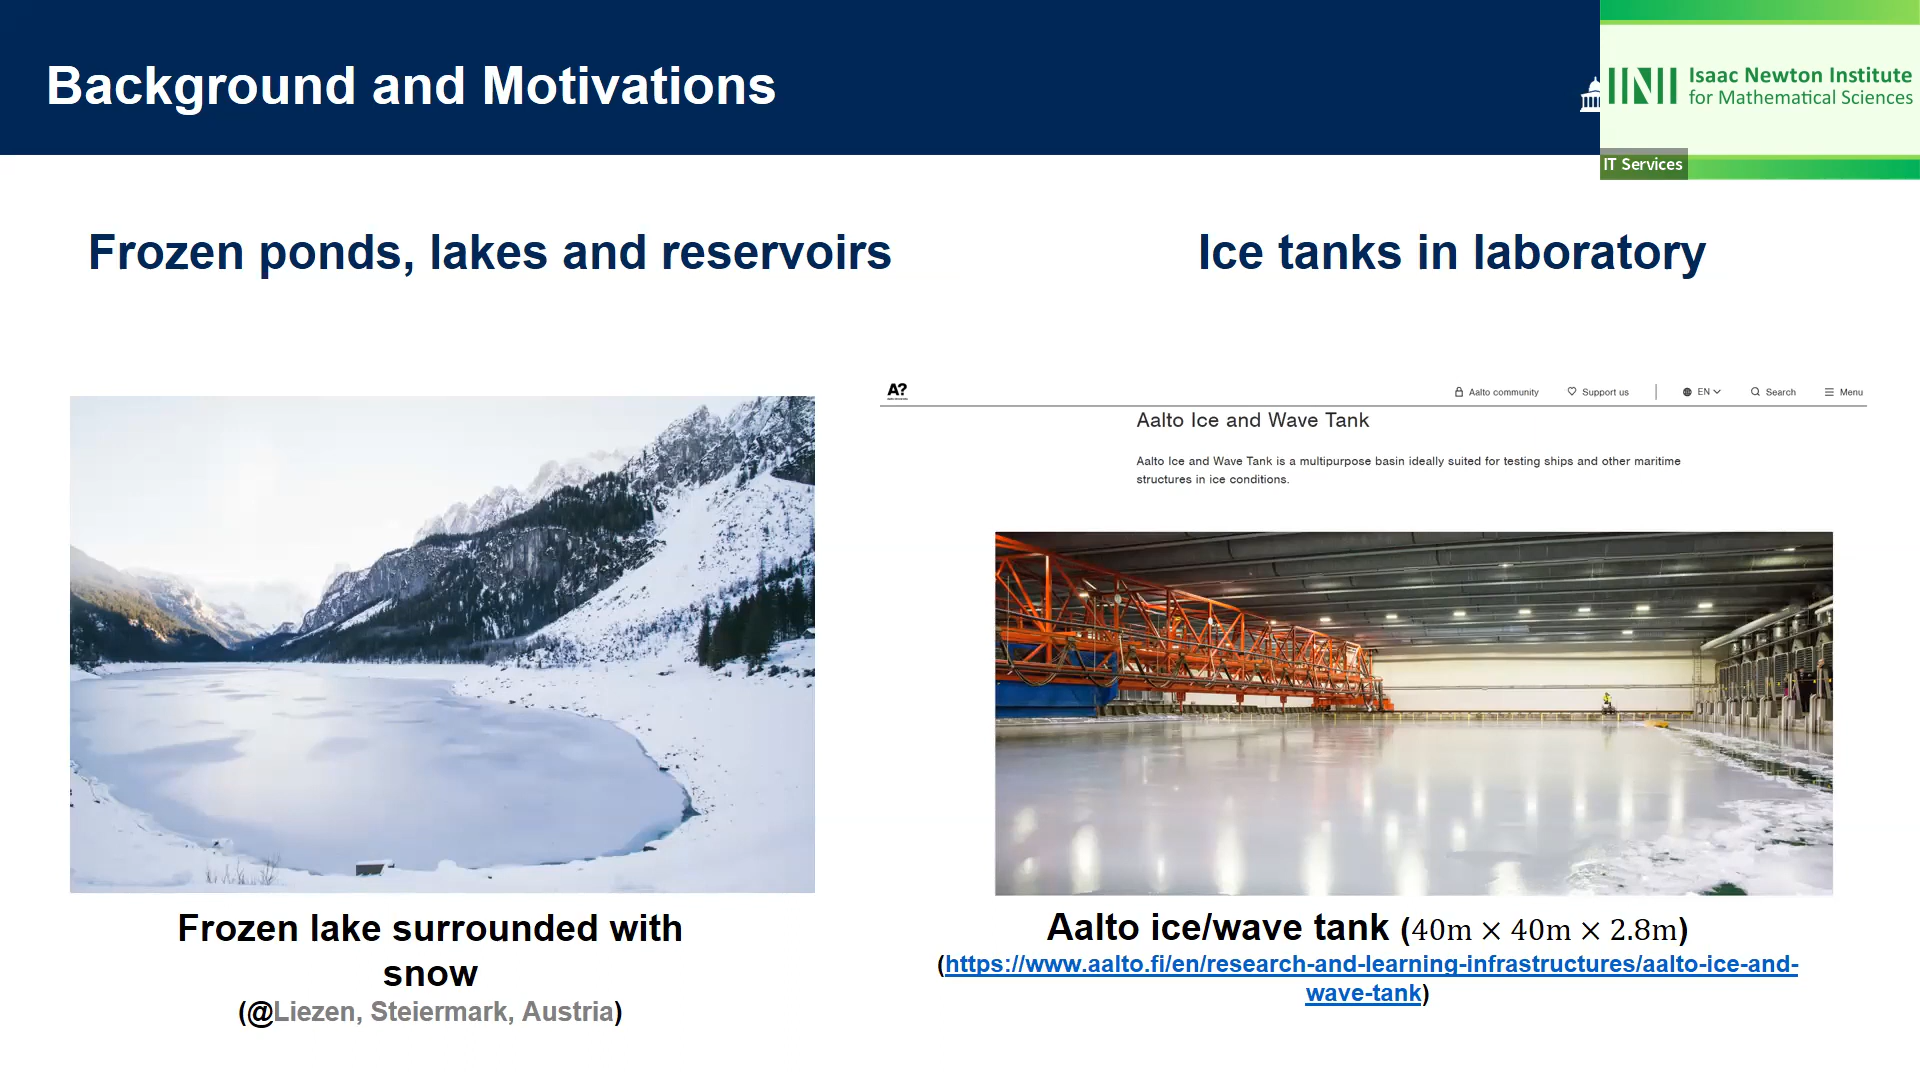 Background and Motivations
Isaac Newton Institute
for Mathematical Sciences
IT Services
Frozen ponds, lakes and reservoirs
Ice tanks in laboratory
A?
Aalto community
Support us
EN
Search
Menu
Aalto Ice and Wave Tank
Aalto Ice and Wave Tank is a multipurpose basin ideally suited for testing ships and other maritime
structures in ice conditions.
Frozen lake surrounded with
snow
(@Liezen, Steiermark, Austria)
Aalto ice/wave tank (40m × 40m × 2.8m)
(https://www.aalto.fi/en/research-and-learning-infrastructures/aalto-ice-and-
wave-tank)